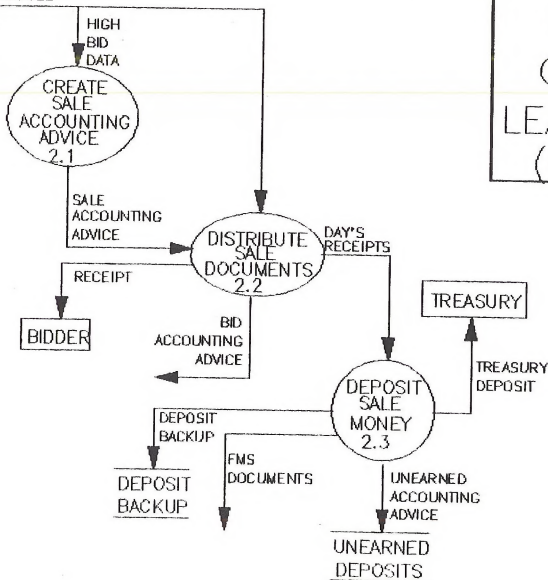 HIGH
BID
DATA
CREATE
SALE
ACCOUNTING
ADVICE
2.1
SALE
ACCOUNTING
ADVICE
DISTRIBUTE
SALE
DOCUMENTS
2.2
DAY'S
RECEIPTS
RECEIPT
BIDDER
BID
ACCOUNTING
ADVICE
TREASURY
TREASURY
DEPOSIT
DEPOSIT
SALE
MONEY
2.3
DEPOSIT
BACKUP
DEPOSIT
BACKUP
FMS
DOCUMENTS
UNEARNED
ACCOUNTING
ADVICE
UNEARNED
DEPOSITS